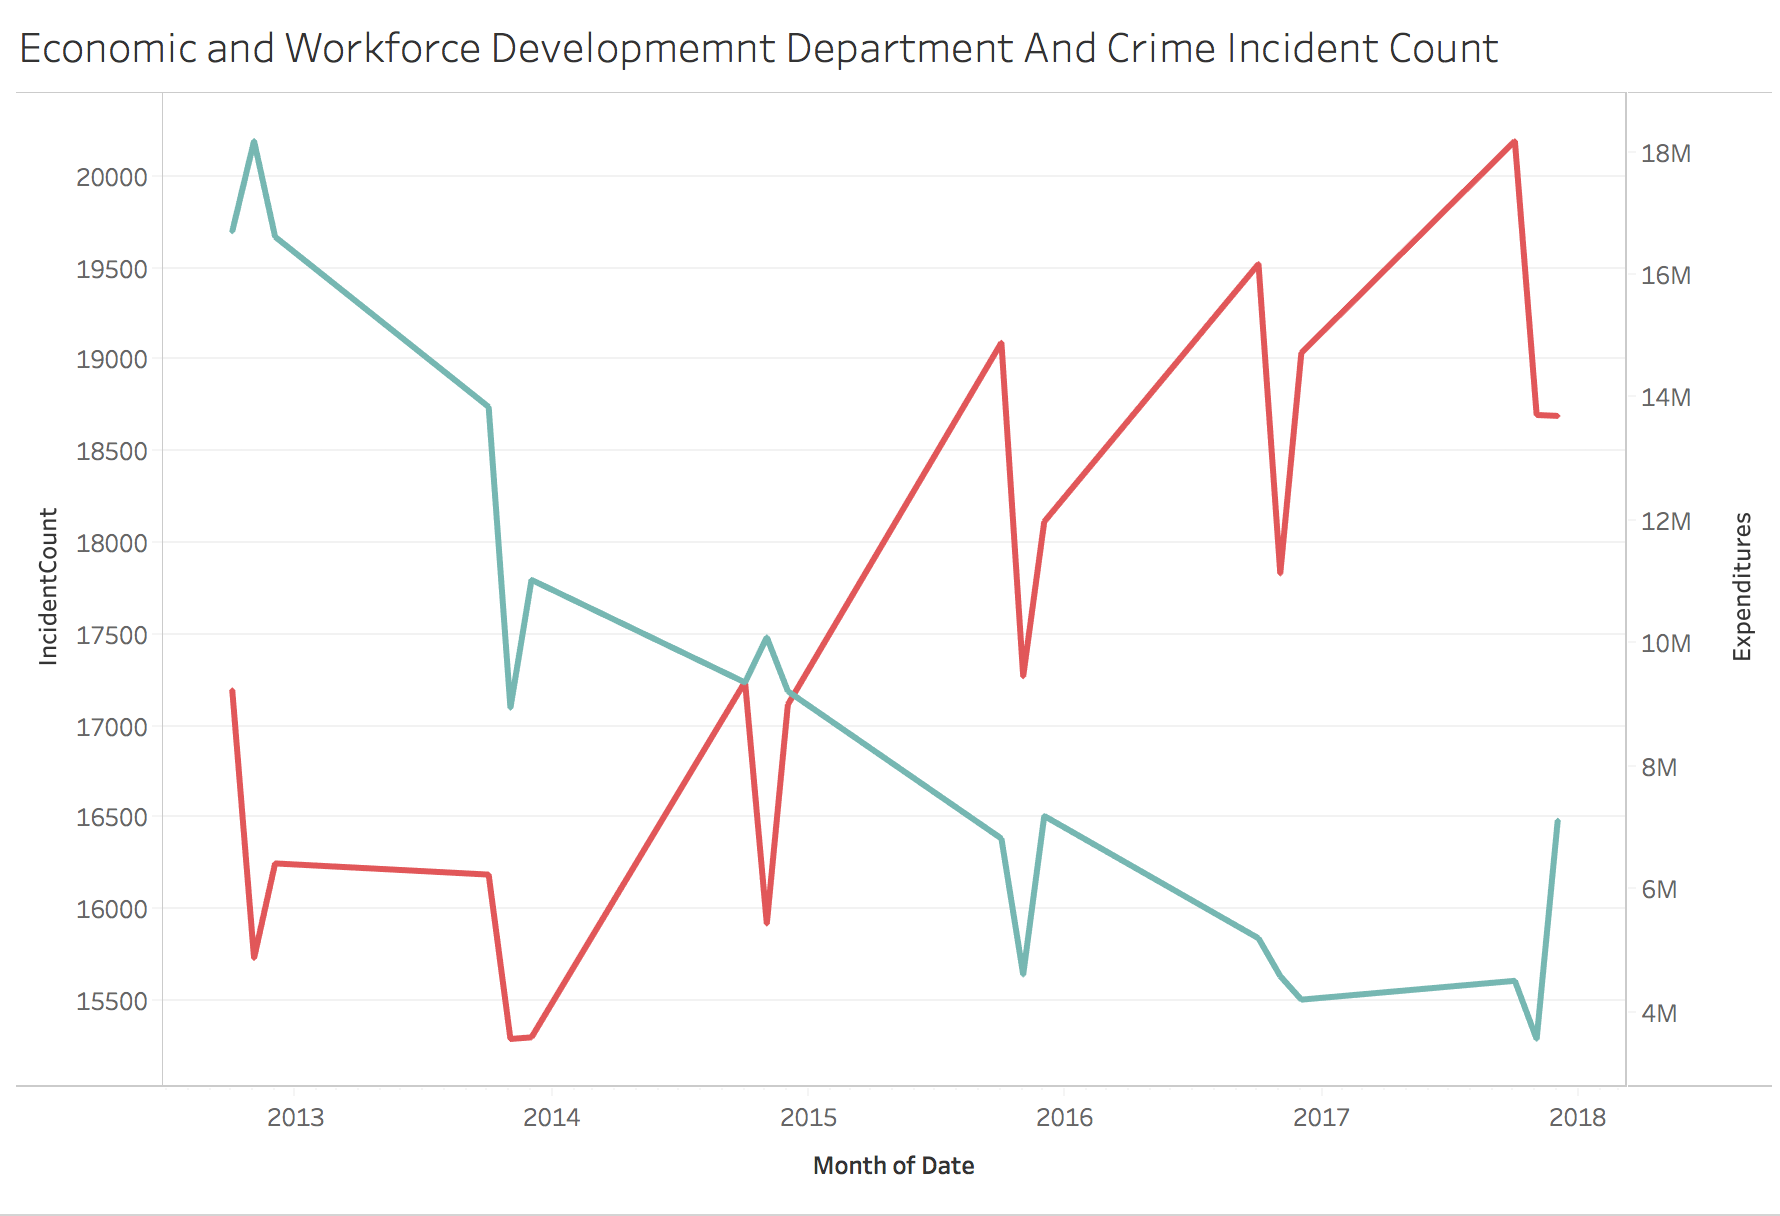 Economic and Workforce Developmemnt Department And Crime Incident Count
20000
19500
19000
18500
18000
17500
17000
16500
16000
15500
IncidentCount
18M
16M
14M
12M
10M
8M
6M
4M
Expenditures
2013 2014 2015 2016 2017 2018
Month of Date